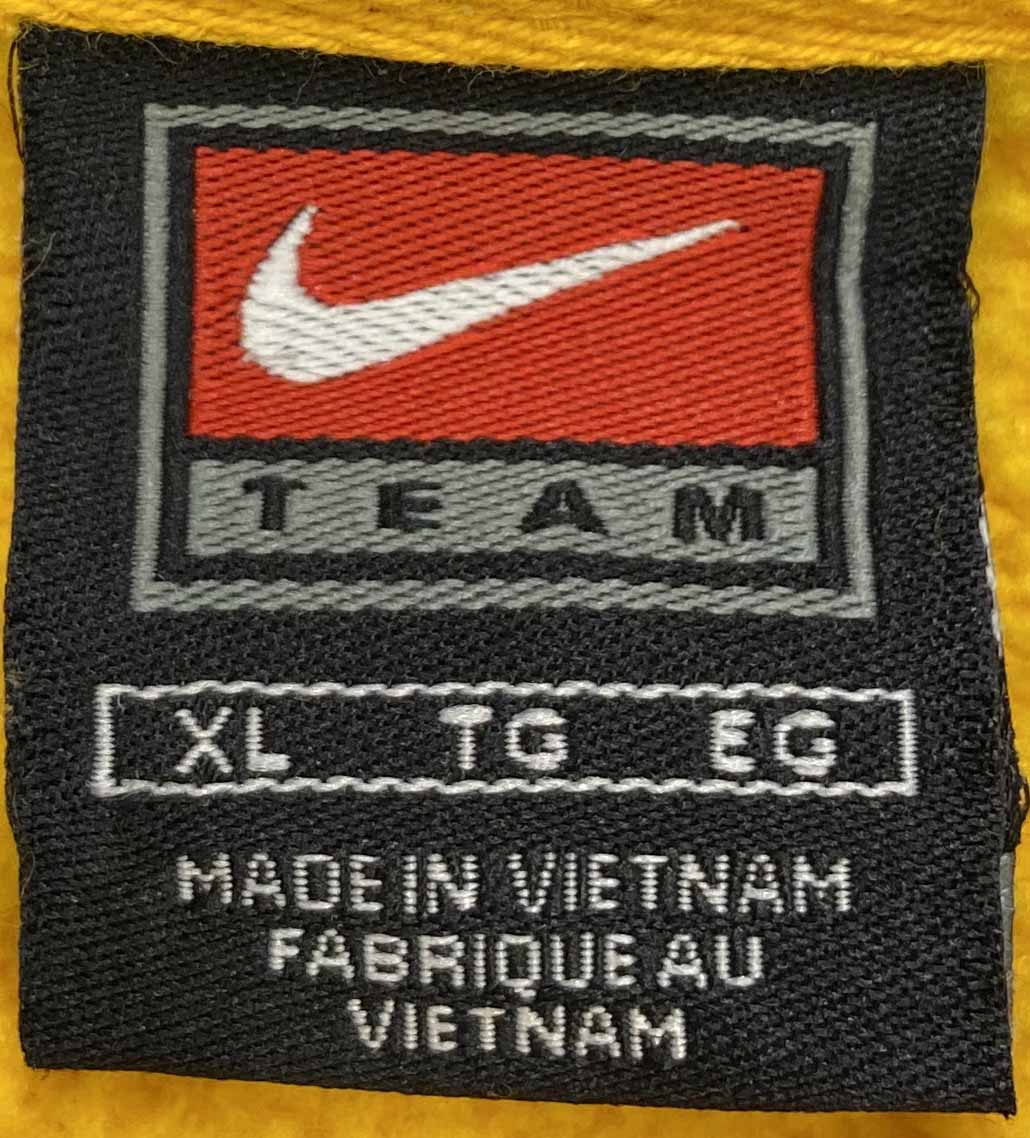 TEAM
XL TG EG
MADE IN VIETNAM
FABRIQUE AU
VIETNAM